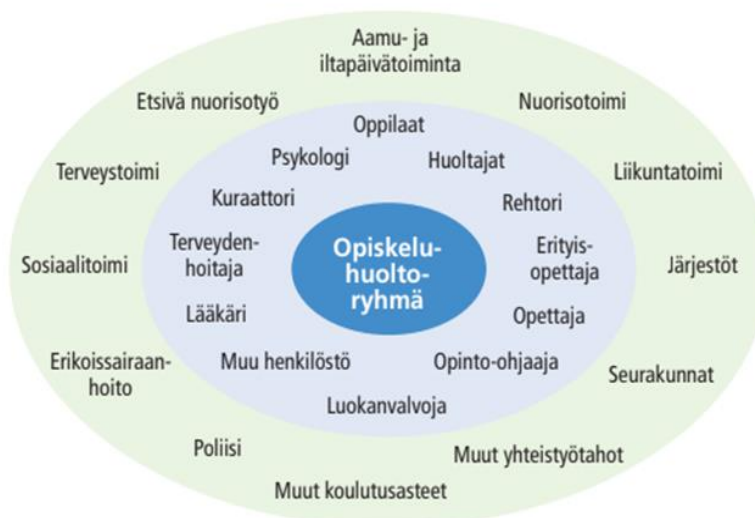 Aamu- ja
iltapäivätoiminta
Etsivä nuorisotyö
Nuorisotoimi
Oppilaat
Psykologi
Huoltajat
Terveystoimi
Liikuntatoimi
Kuraattori
Rehtori
Terveyden-
hoitaja
Opiskelu-
huolto-
ryhmä
Erityis-
opettaja
Sosiaalitoimi
Järjestöt
Lääkäri
Opettaja
Erikoissairaan-
hoito
Muu henkilöstö
Opinto-ohjaaja
Seurakunnat
Luokanvalvoja
Poliisi
Muut yhteistyötahot
Muut koulutusasteet